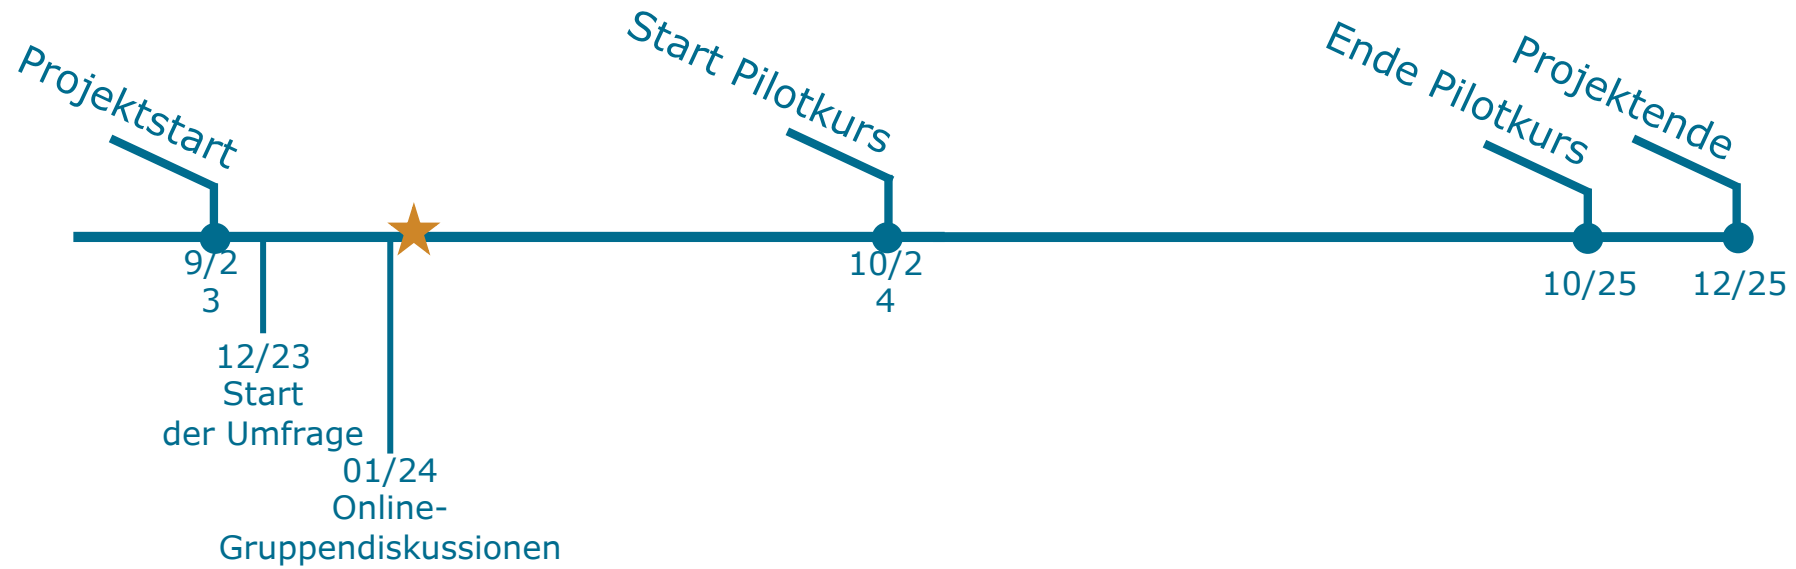 Projektstart
Start Pilotkurs
Ende Pilotkurs
Projektende
9/2
3
10/2
4
10/25
12/25
12/23
Start
der Umfrage
01/24
Online-
Gruppendiskussionen